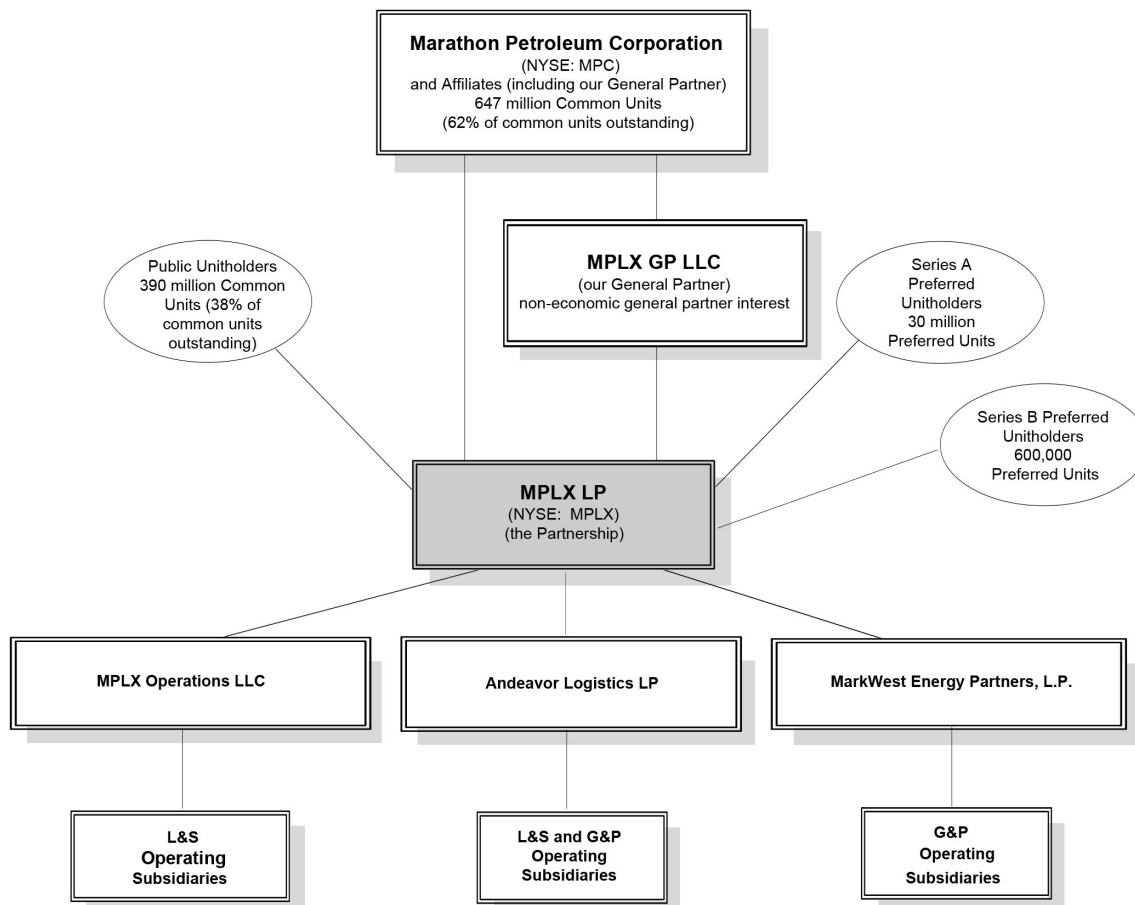 Marathon Petroleum Corporation
(NYSE: MPC)
and Affiliates (including our General Partner)
647 million Common Units
(62% of common units outstanding)
MPLX GP LLC
(our General Partner)
non-economic general partner interest
Public Unitholders
390 million Common
Units (38% of
common units
outstanding)
Series A
Preferred
Unitholders
30 million
Preferred Units
Series B Preferred
Unitholders
600,000
Preferred Units
MPLX LP
(NYSE: MPLX)
(the Partnership)
MPLX Operations LLC
Andeavor Logistics LP
MarkWest Energy Partners, L.P.
L&S
Operating
Subsidiaries
L&S and G&P
Operating
Subsidiaries
G&P
Operating
Subsidiaries